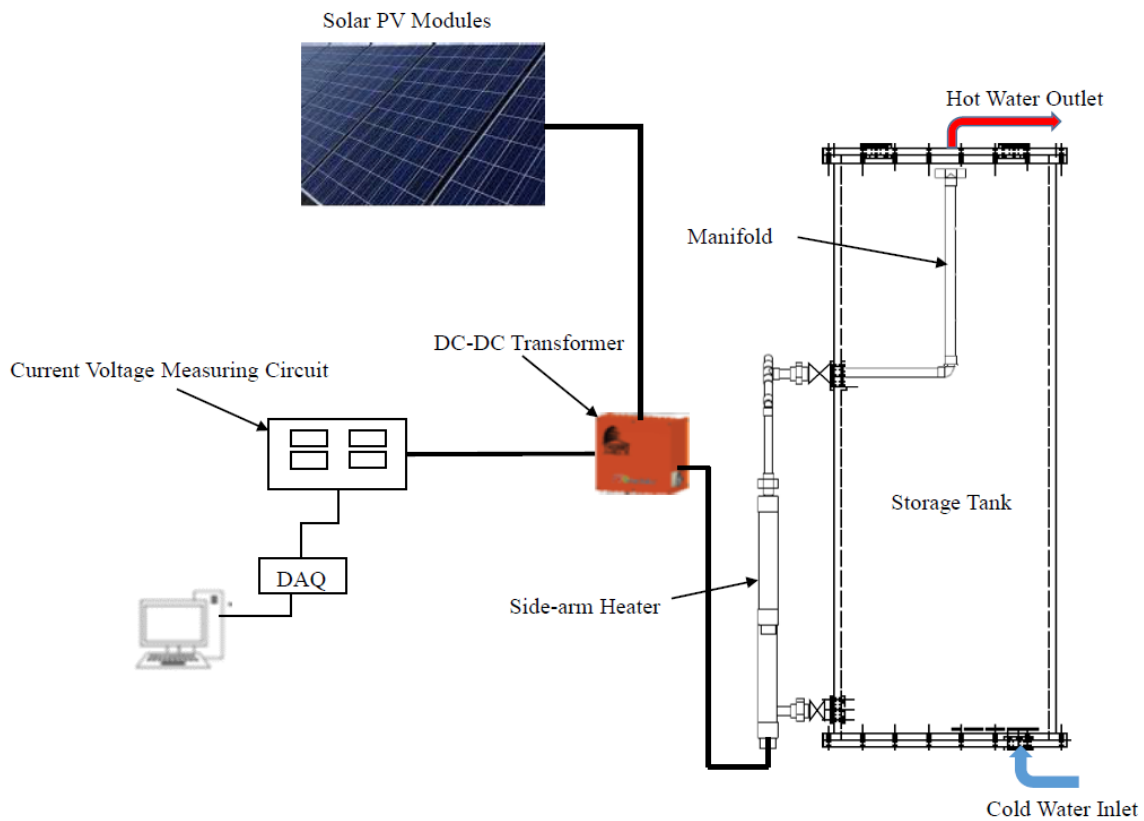 Solar PV Modules
Hot Water Outlet
Manifold
DC-DC Transformer
Current Voltage Measuring Circuit
Storage Tank
DAQ
Side-arm Heater
Cold Water Inlet